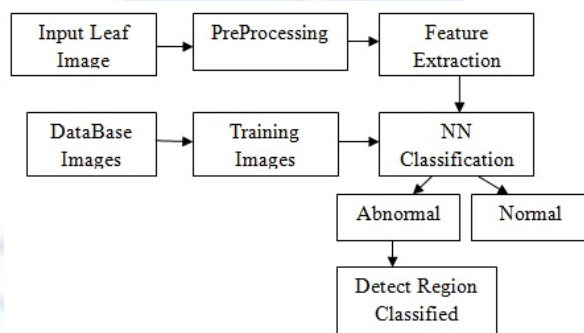 Input Leaf
Image
PreProcessing
Feature
Extraction
DataBase
Images
Training
Images
NN
Classification
Abnormal
Normal
Detect Region
Classified